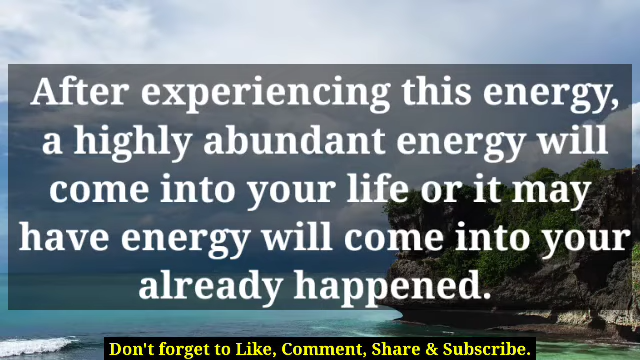 After experiencing this energy,
a highly abundant energy will
come into your life or it may
have energy will come into your
already happened.
Don't forget to Like, Comment, Share & Subscribe.